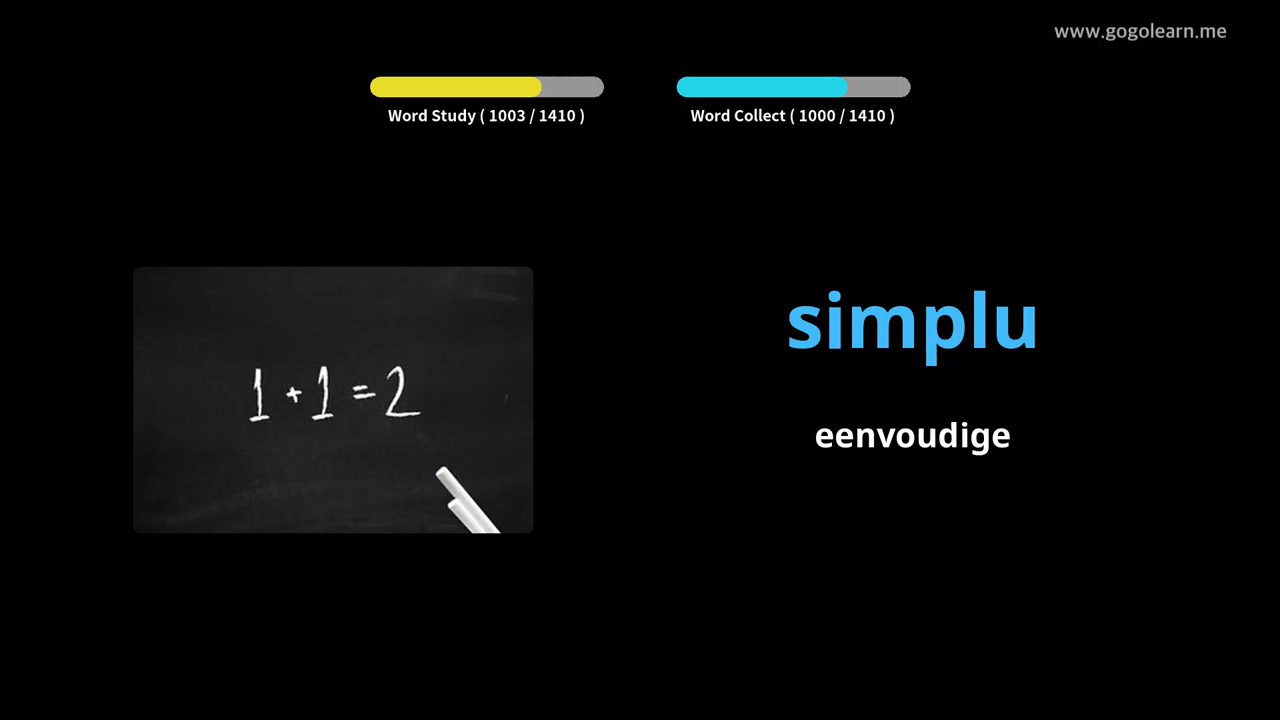 www.gogolearn.me
Word Study ( 1003 / 1410 )
Word Collect ( 1000 / 1410 )
1 + 1 = 2
simplu
eenvoudige